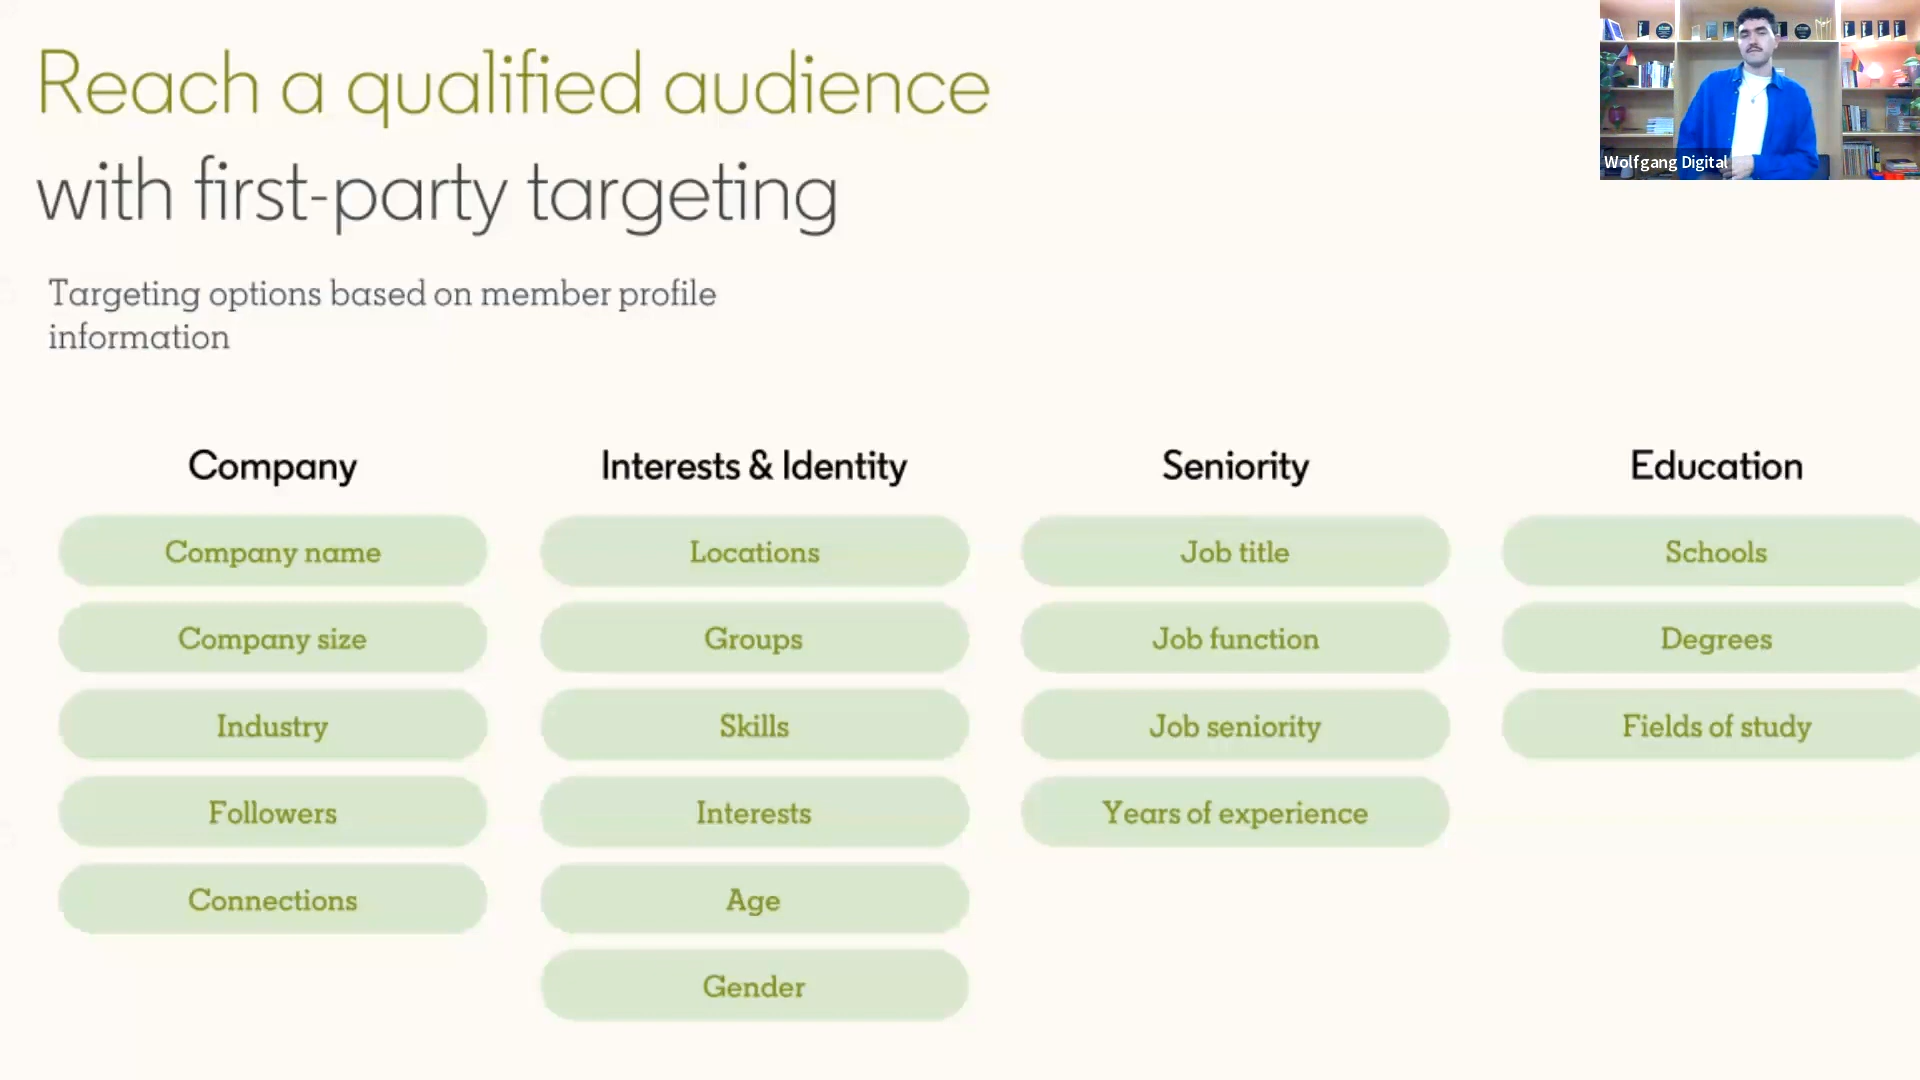 Reach a qualified audience
with first-party targeting
Targeting options based on member profile
information
Wolfgang Digital
Company
Company name
Company size
Industry
Followers
Connections
Interests & Identity
Locations
Groups
Skills
Interests
Age
Gender
Seniority
Job title
Job function
Job seniority
Years of experience
Education
Schools
Degrees
Fields of study